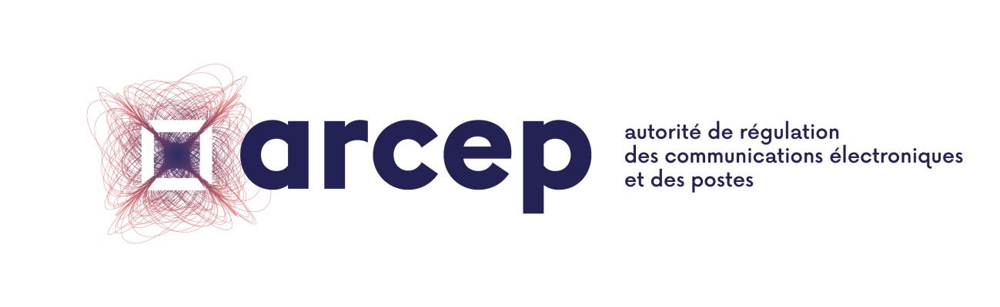 arcep
autorité de régulation
des communications électroniques
et des postes